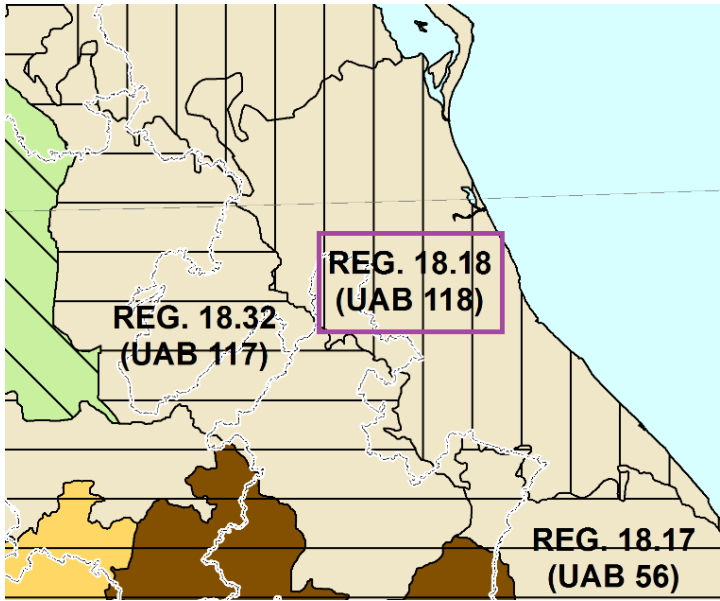 REG. 18.18
(UAB 118)
REG. 18.32
(UAB 117)
REG. 18.17
(UAB 56)